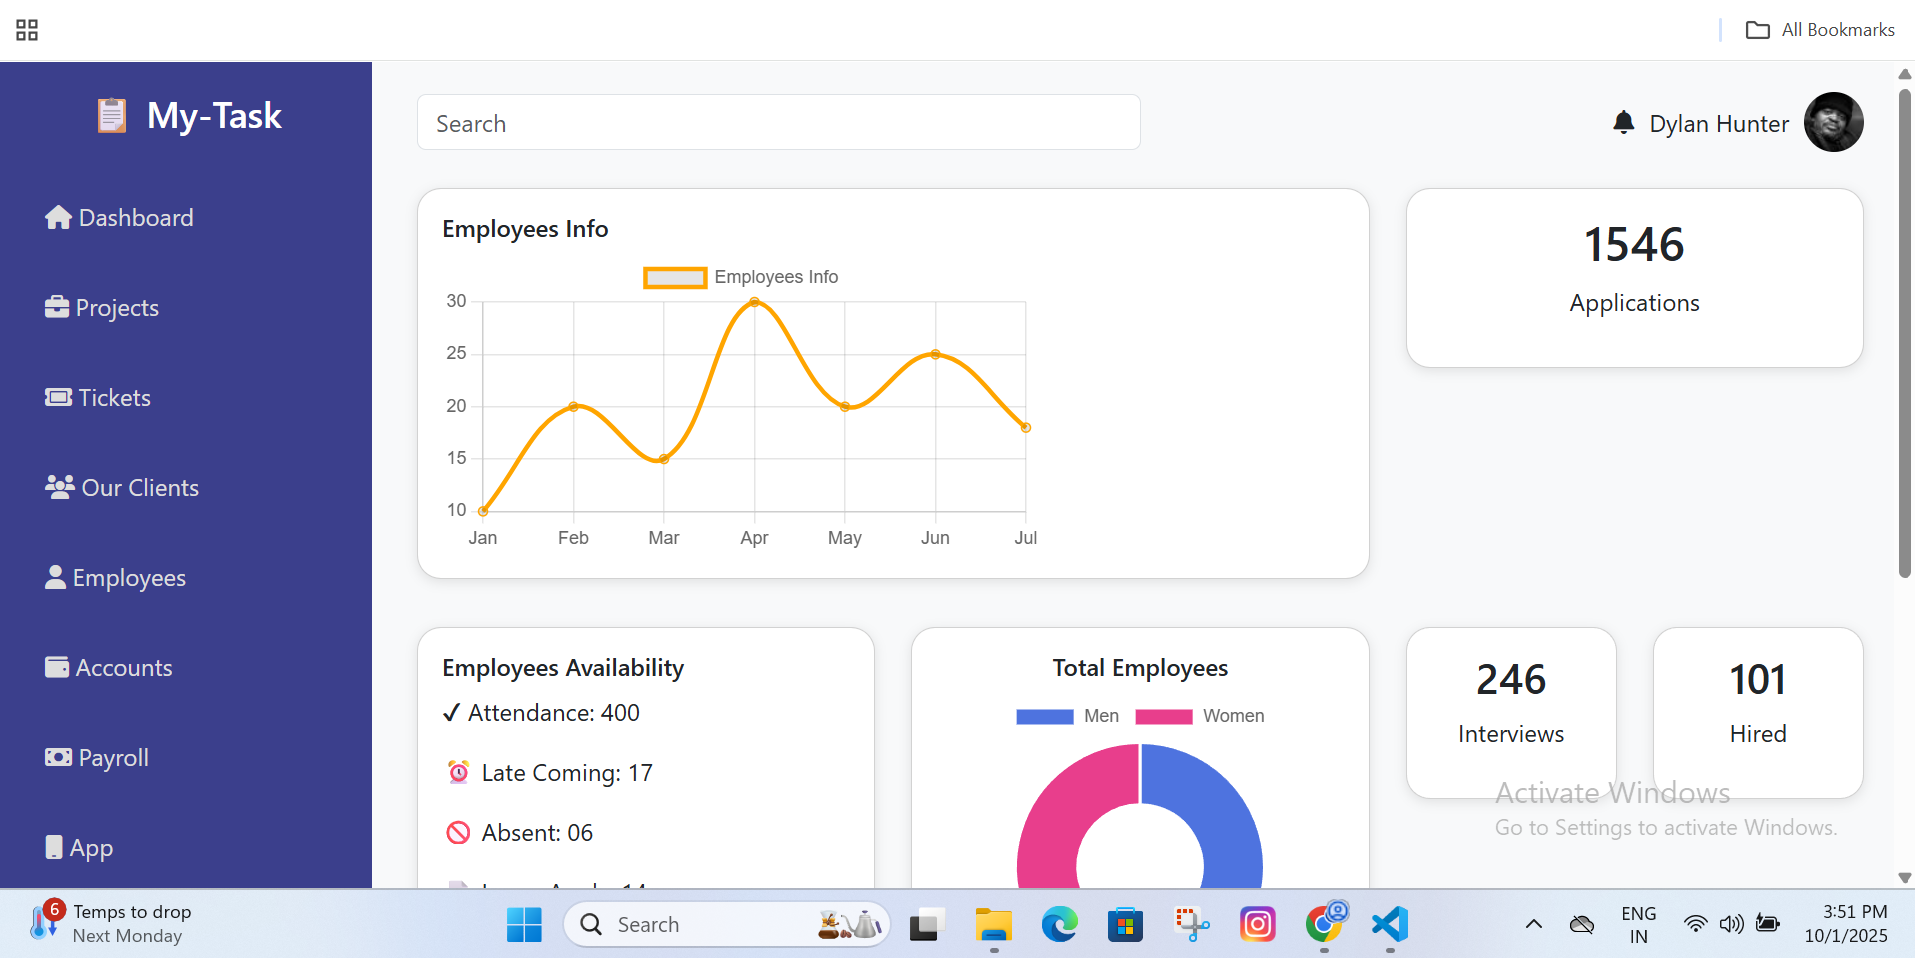 All Bookmarks
My-Task
Search
Dylan Hunter
Dashboard
Projects
Tickets
Our Clients
Employees
Accounts
Payroll
App
Employees Info
Employees Info
30
25
20
15
10
Jan Feb Mar Apr May Jun Jul
1546
Applications
Employees Availability
✓ Attendance: 400
Late Coming: 17
Absent: 06
Total Employees
Men Women
246
Interviews
101
Hired
Activate Windows
Go to Settings to activate Windows.
6
Temps to drop
Next Monday
Search
ENG
IN
3:51 PM
10/1/2025